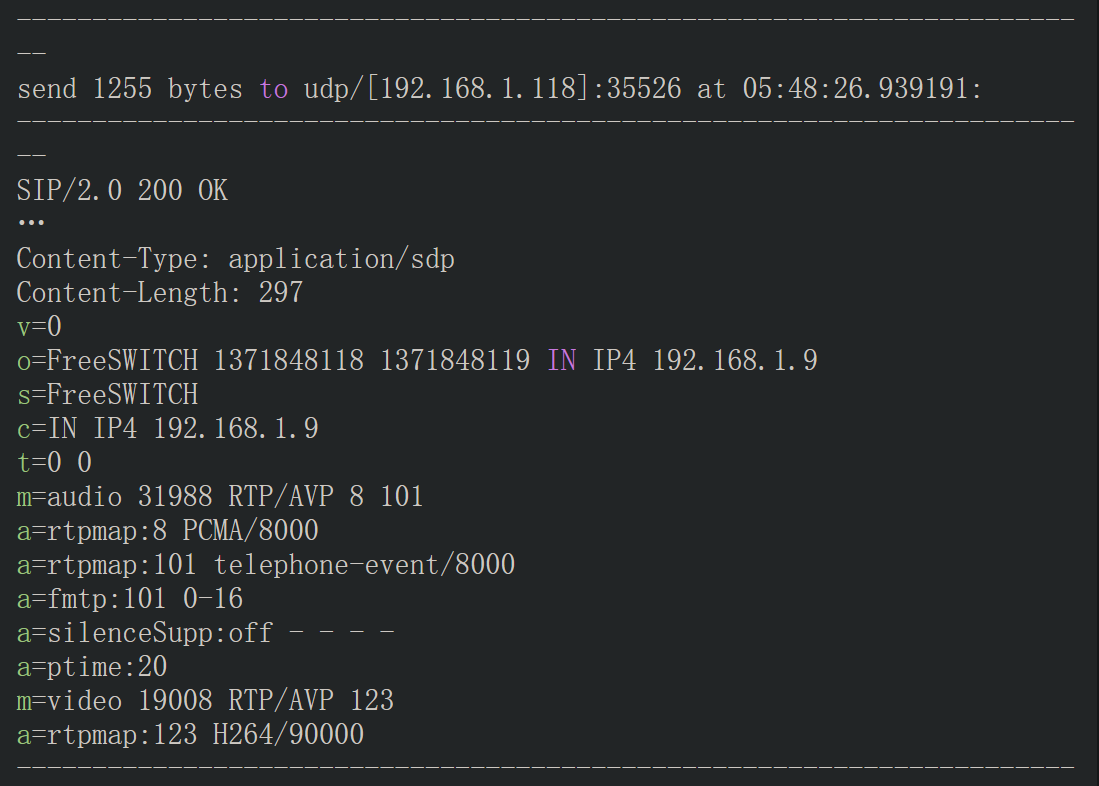 ------------------------------------------------------------------------
--
send 1255 bytes to udp/[192.168.1.118]:35526 at 05:48:26.939191:
------------------------------------------------------------------------
--
SIP/2.0 200 OK
…
Content-Type: application/sdp
Content-Length: 297
v=0
o=FreeSWITCH 1371848118 1371848119 IN IP4 192.168.1.9
s=FreeSWITCH
c=IN IP4 192.168.1.9
t=0 0
m=audio 31988 RTP/AVP 8 101
a=rtpmap:8 PCMA/8000
a=rtpmap:101 telephone-event/8000
a=fmtp:101 0-16
a=silenceSupp:off - - - -
a=ptime:20
m=video 19008 RTP/AVP 123
a=rtpmap:123 H264/90000
------------------------------------------------------------------------